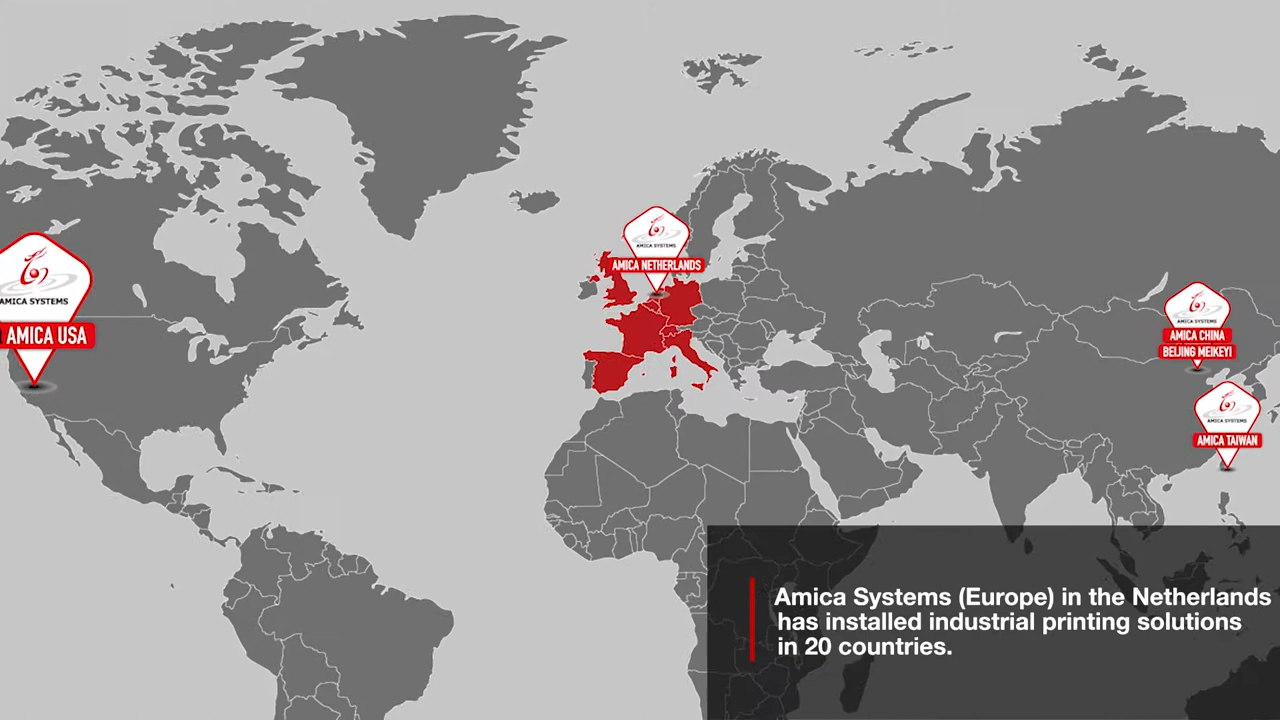 AMICA SYSTEMS
AMICA NETHERLANDS
AMICA SYSTEMS
AMICA USA
AMICA SYSTEMS
AMICA CHINA
BEIJING MEIKEYI
AMICA SYSTEMS
AMICA TAIWAN
Amica Systems (Europe) in the Netherlands
has installed industrial printing solutions
in 20 countries.